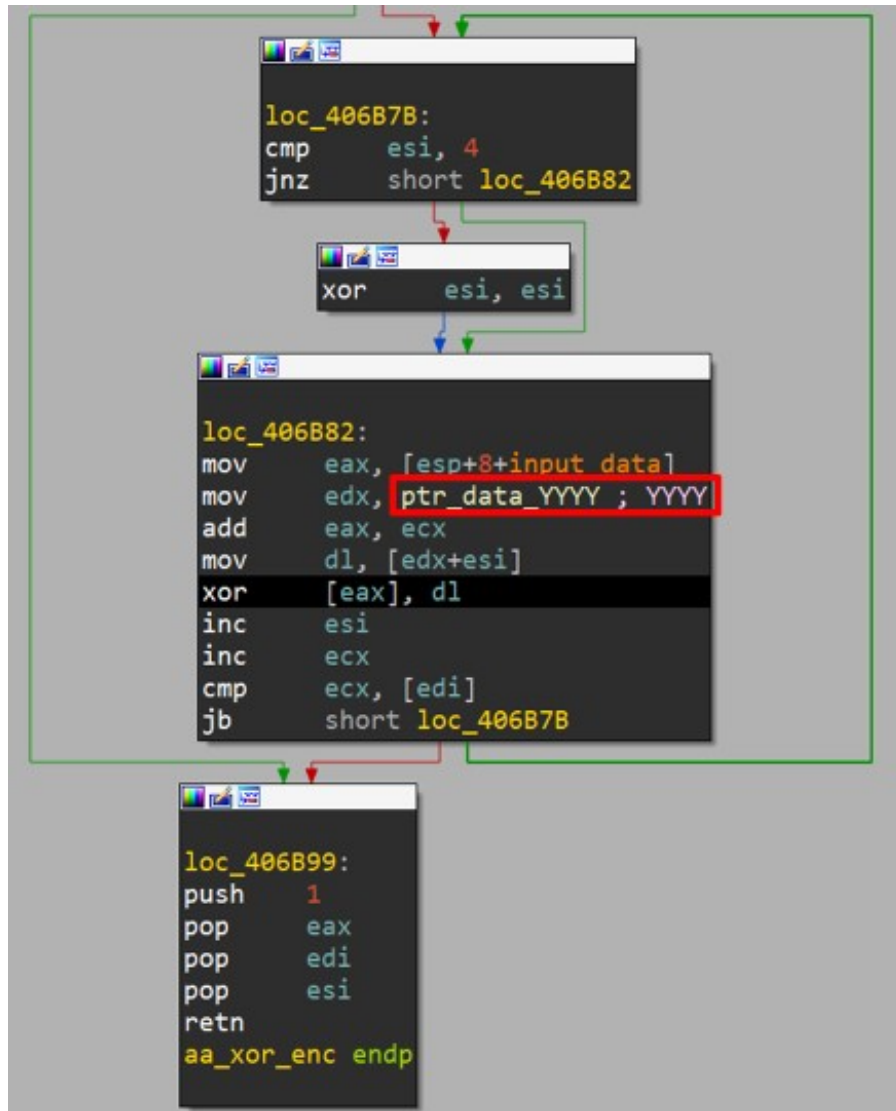 loc_406B7B:
cmp esi, 4
jnz short loc_406B82
xor esi, esi
loc_406B82:
mov eax, [esp+8+input_data]
mov edx, ptr_data_YYYY ; YYYY
add eax, ecx
mov dl, [edx+esi]
xor [eax], dl
inc esi
inc ecx
cmp ecx, [edi]
jb short loc_406B7B
loc_406B99:
push 1
pop eax
pop edi
pop esi
retn
aa_xor_enc endp